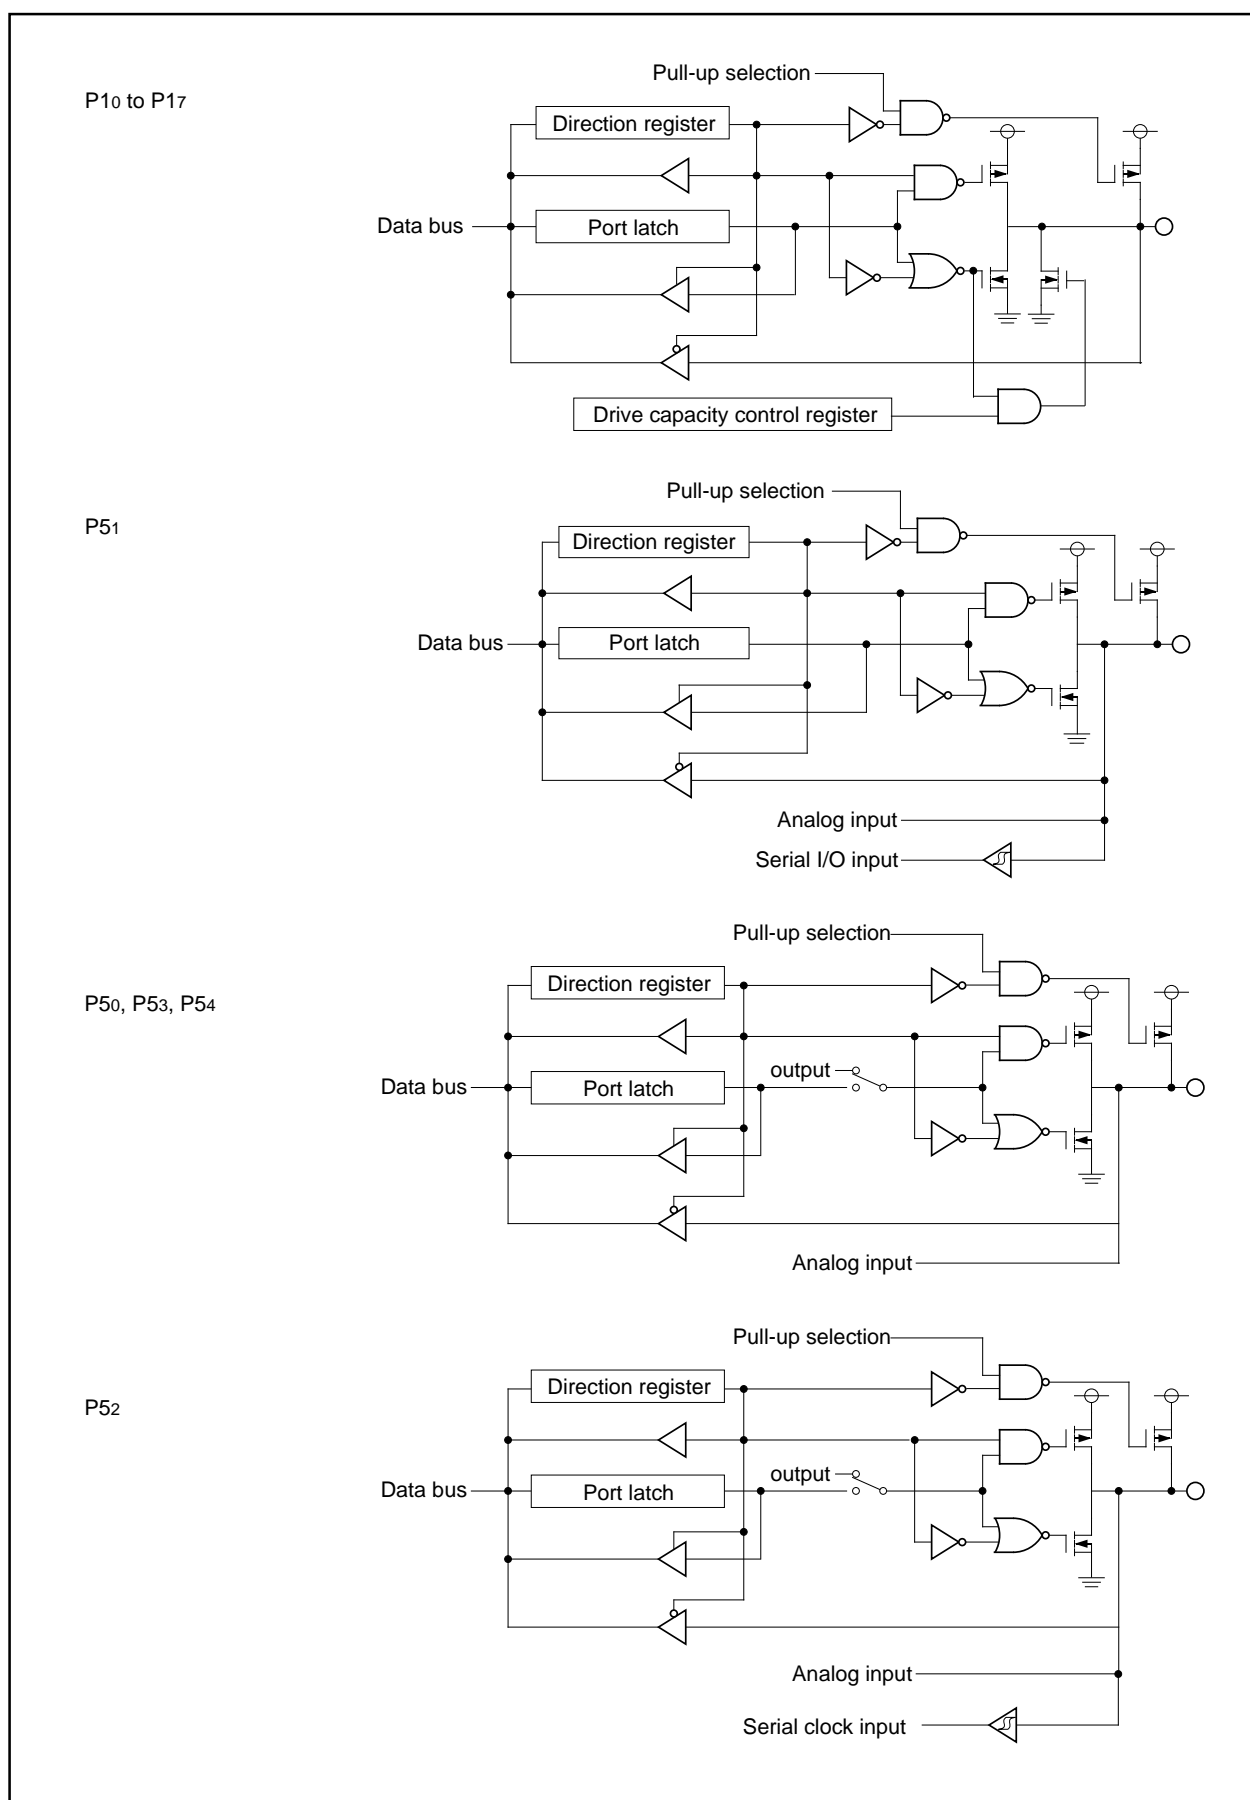 Pull-up selection
P10 to P17
Direction register
Data bus
Port latch
Drive capacity control register
Pull-up selection
P51
Direction register
Data bus
Port latch
Analog input
Serial I/O input
Pull-up selection
Direction register
P50, P53, P54
output
Data bus
Port latch
Analog input
Pull-up selection
Direction register
P52
output
Data bus
Port latch
Analog input
Serial clock input